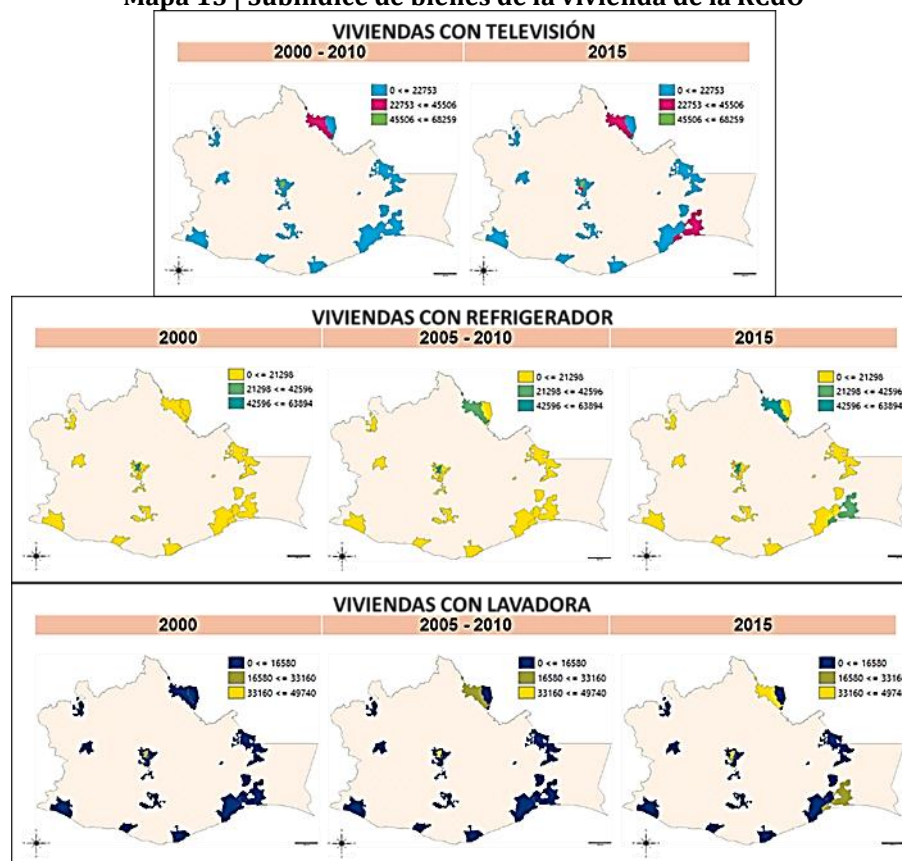 Mapa 13 | Subíndice de bienes de la vivienda de la RCdO
VIVIENDAS CON TELEVISIÓN
2000 - 2010
2015
0 <= 22753
22753 <= 45506
45506 <= 68259
0 <= 22753
22753 <= 45506
45506 <= 68259
VIVIENDAS CON REFRIGERADOR
2000
2005 - 2010
2015
0 <= 21298
21298 <= 42596
42596 <= 63894
0 <= 21298
21298 <= 42596
42596 <= 63894
0 <= 21298
21298 <= 42596
42596 <= 63894
VIVIENDAS CON LAVADORA
2000
2005 - 2010
2015
0 <= 16580
16580 <= 33160
33160 <= 49740
0 <= 16580
16580 <= 33160
33160 <= 49740
0 <= 16580
16580 <= 33160
33160 <= 49740